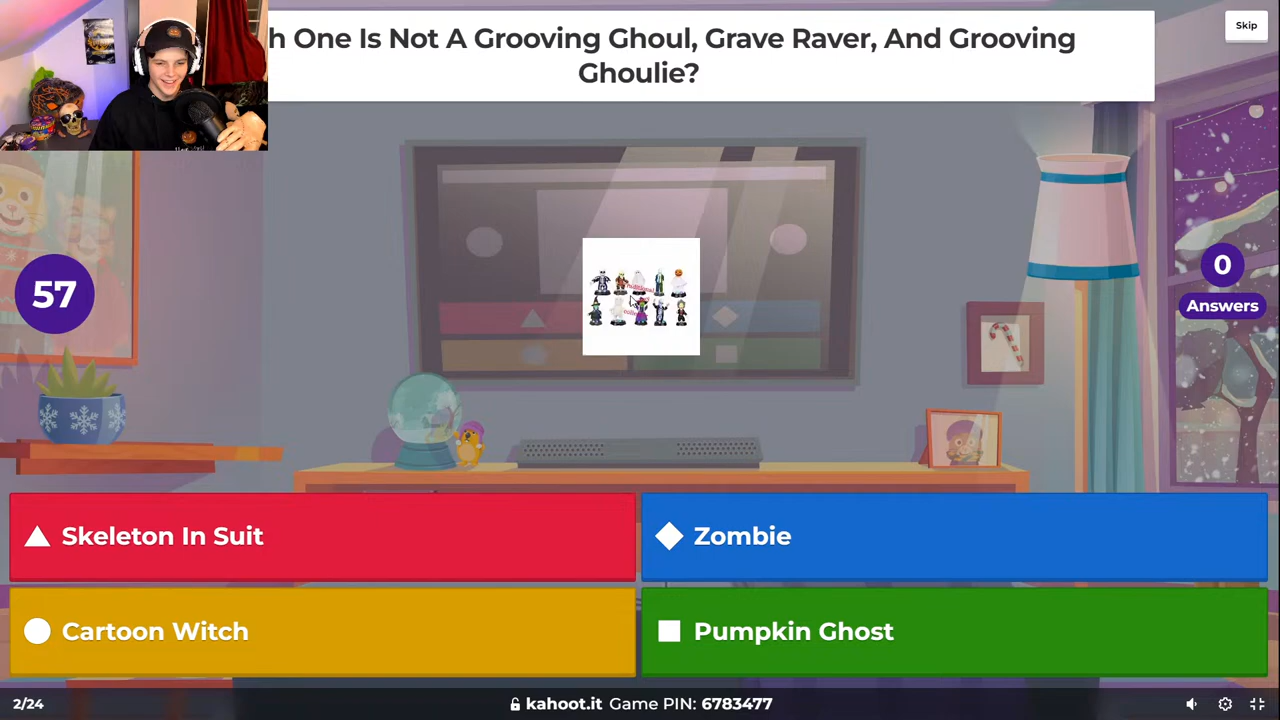 h One Is Not A Grooving Ghoul, Grave Raver, And Grooving
Ghoulie?
Skip
57
0
Answers
Skeleton In Suit
Zombie
Cartoon Witch
Pumpkin Ghost
2/24
kahoot.it Game PIN: 6783477